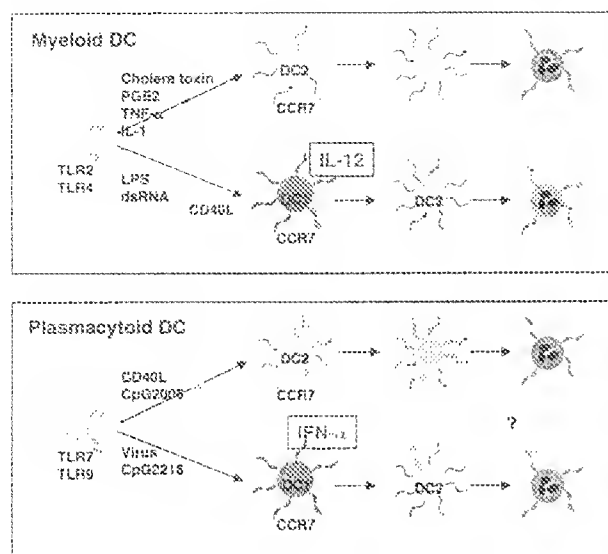 Myeloid DC
Cholera toxin
PGE2
TNF-α
IL-1
DC2
CCR7
TLR2
TLR4
LPS
dsRNA
CD40L
IL-12
CCR7
DC2
Plasmacytoid DC
CD40L
CpG2006
DC2
CCR7
TLR7
TLR9
Virus
CpG2216
IFN-α
DC1
CCR7
DC2
?